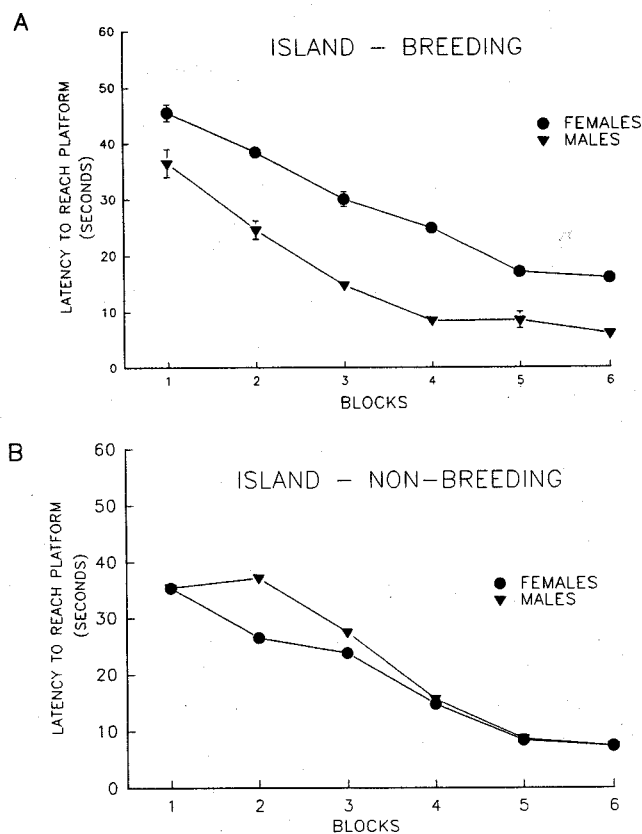 A
ISLAND - BREEDING
60
50
40
30
20
10
0
LATENCY TO REACH PLATFORM
(SECONDS)
FEMALES
MALES
1 2 3 4 5 6
BLOCKS
B
ISLAND - NON-BREEDING
60
50
40
30
20
10
0
LATENCY TO REACH PLATFORM
(SECONDS)
FEMALES
MALES
1 2 3 4 5 6
BLOCKS